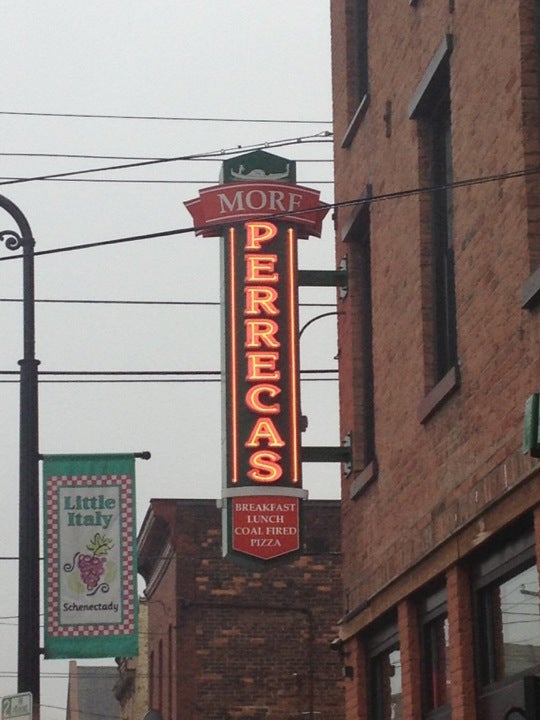 MORE
PERRECAS
BREAKFAST
LUNCH
COAL FIRED
PIZZA
Little
Italy
Schenectady